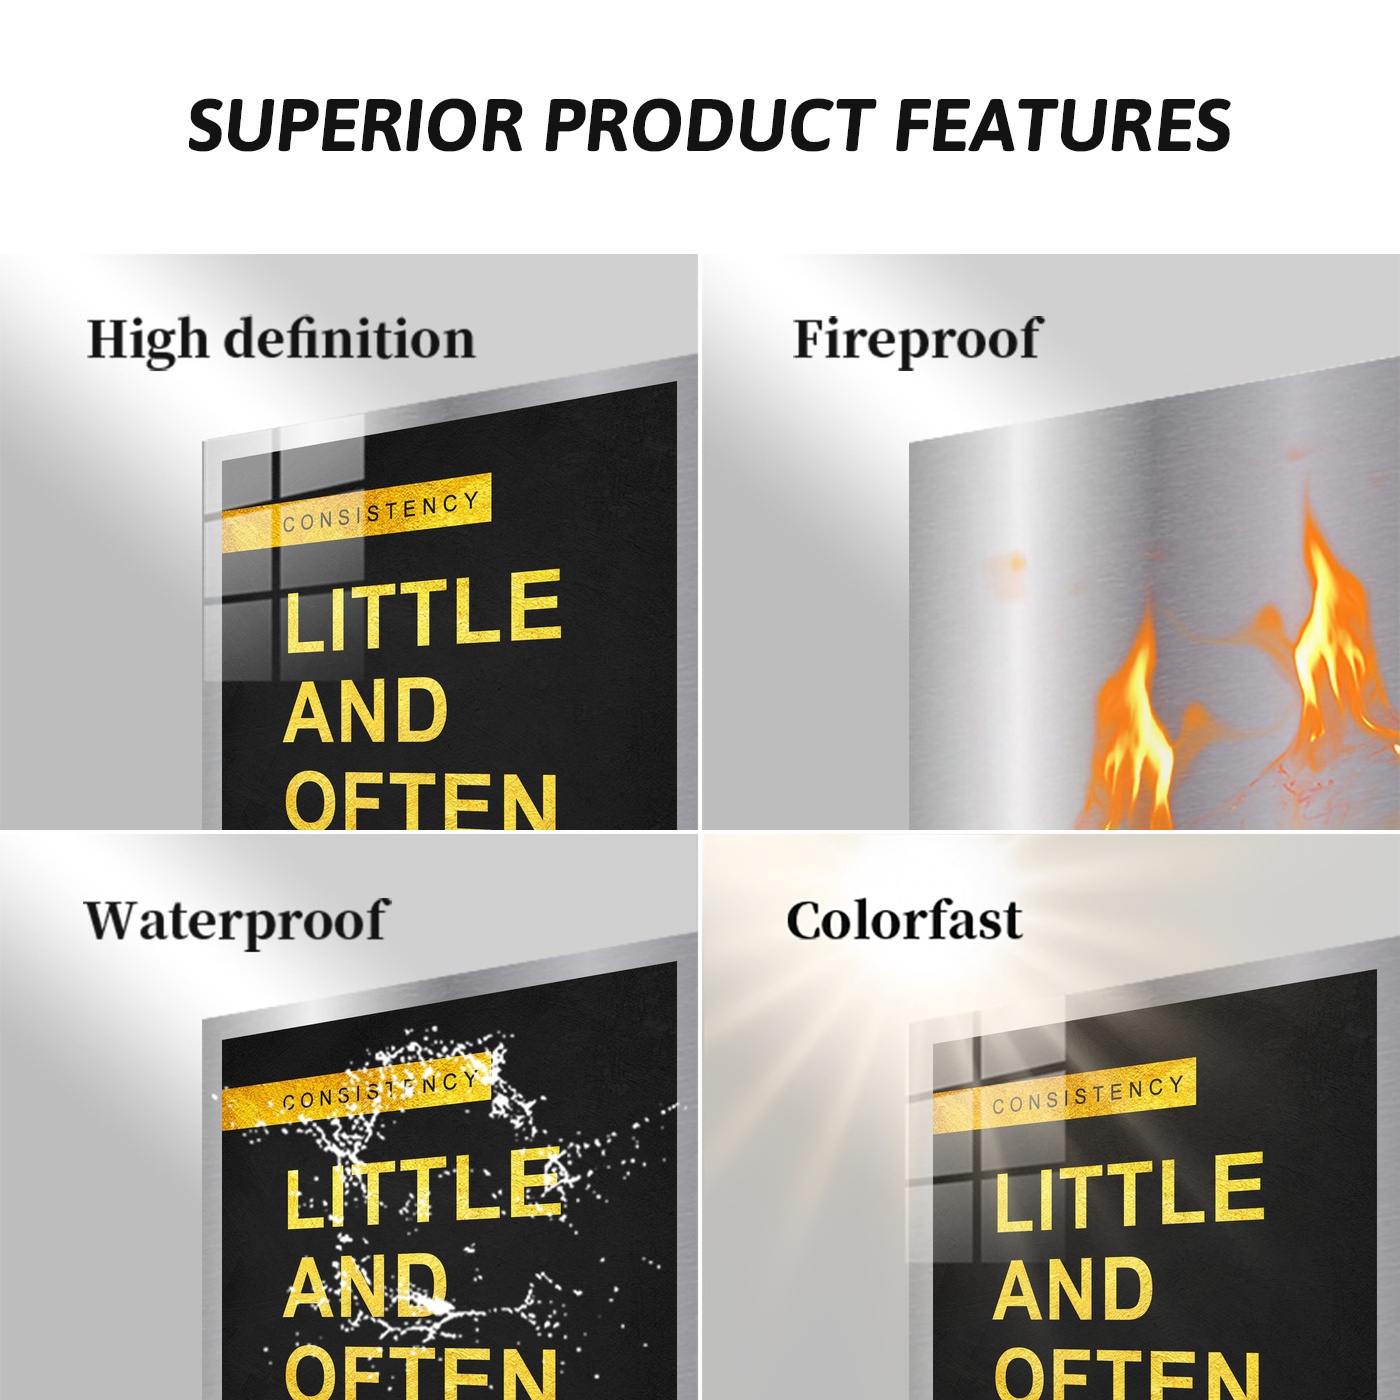 SUPERIOR PRODUCT FEATURES
High definition
CONSISTENCY
LITTLE
AND
OFTEN
Fireproof
Waterproof
CONSISTENCY
LITTLE
AND
OFTEN
Colorfast
CONSISTENCY
LITTLE
AND
OFTEN